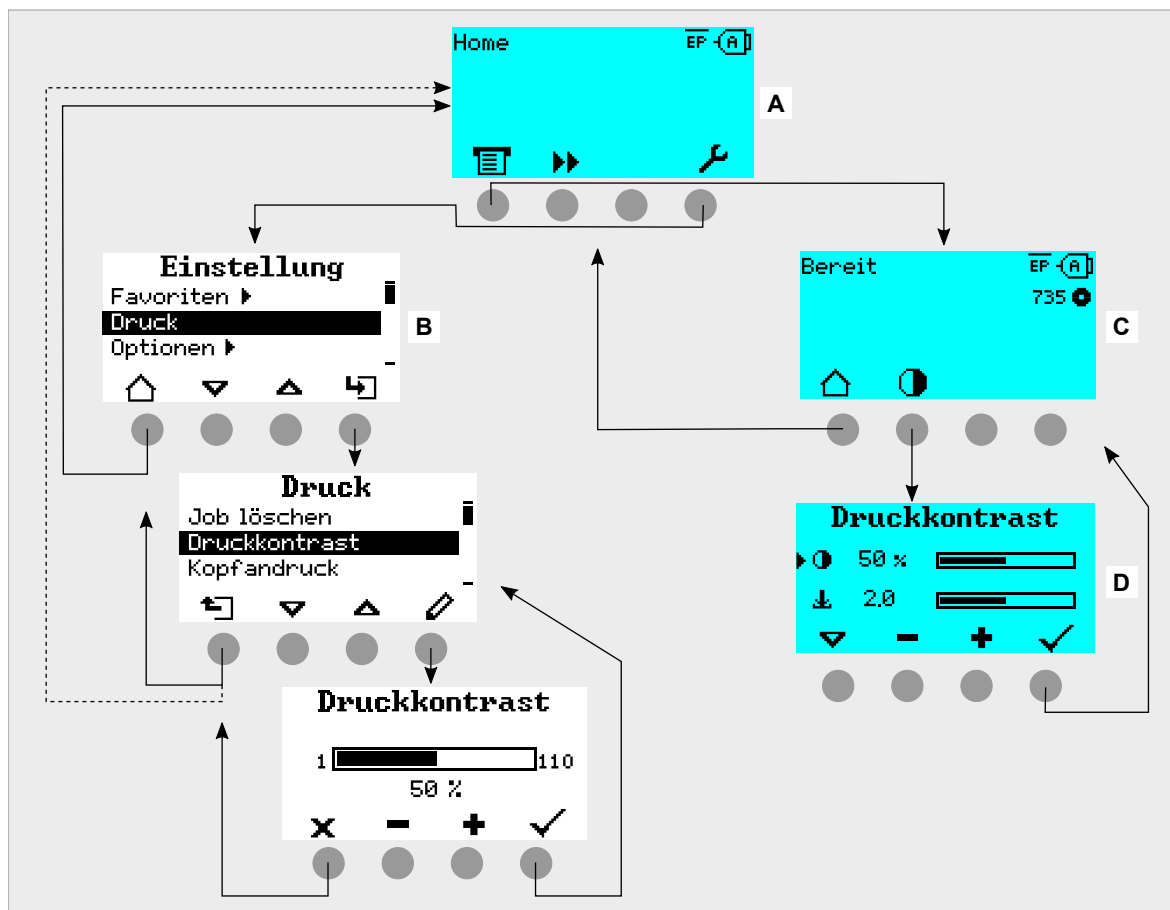 Home EP A
A
Einstellung
Favoriten
Druck
Optionen
B
Bereit EP A
735
C
Druck
Job löschen
Druckkontrast
Kopfandruck
Druckkontrast
50 %
2.0
D
Druckkontrast
1 110
50 %